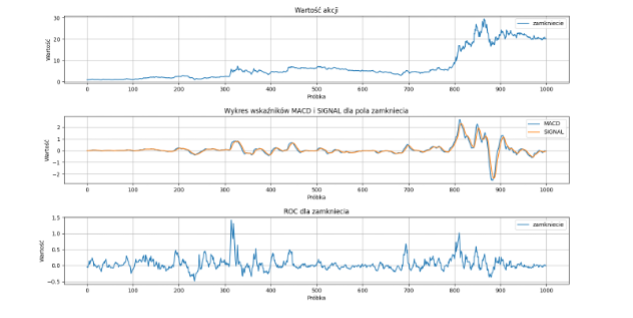 Wartość akcji
Wartość
30
20
10
0
zamkniecie
0 100 200 300 400 500 600 700 800 900 1000
Próbka
Wykres wskaźników MACD i SIGNAL dla pola zamkniecia
Wartość
2
1
0
−1
−2
MACD
SIGNAL
0 100 200 300 400 500 600 700 800 900 1000
Próbka
ROC dla zamkniecia
Wartość
1.5
1.0
0.5
0.0
−0.5
zamkniecie
0 100 200 300 400 500 600 700 800 900 1000
Próbka